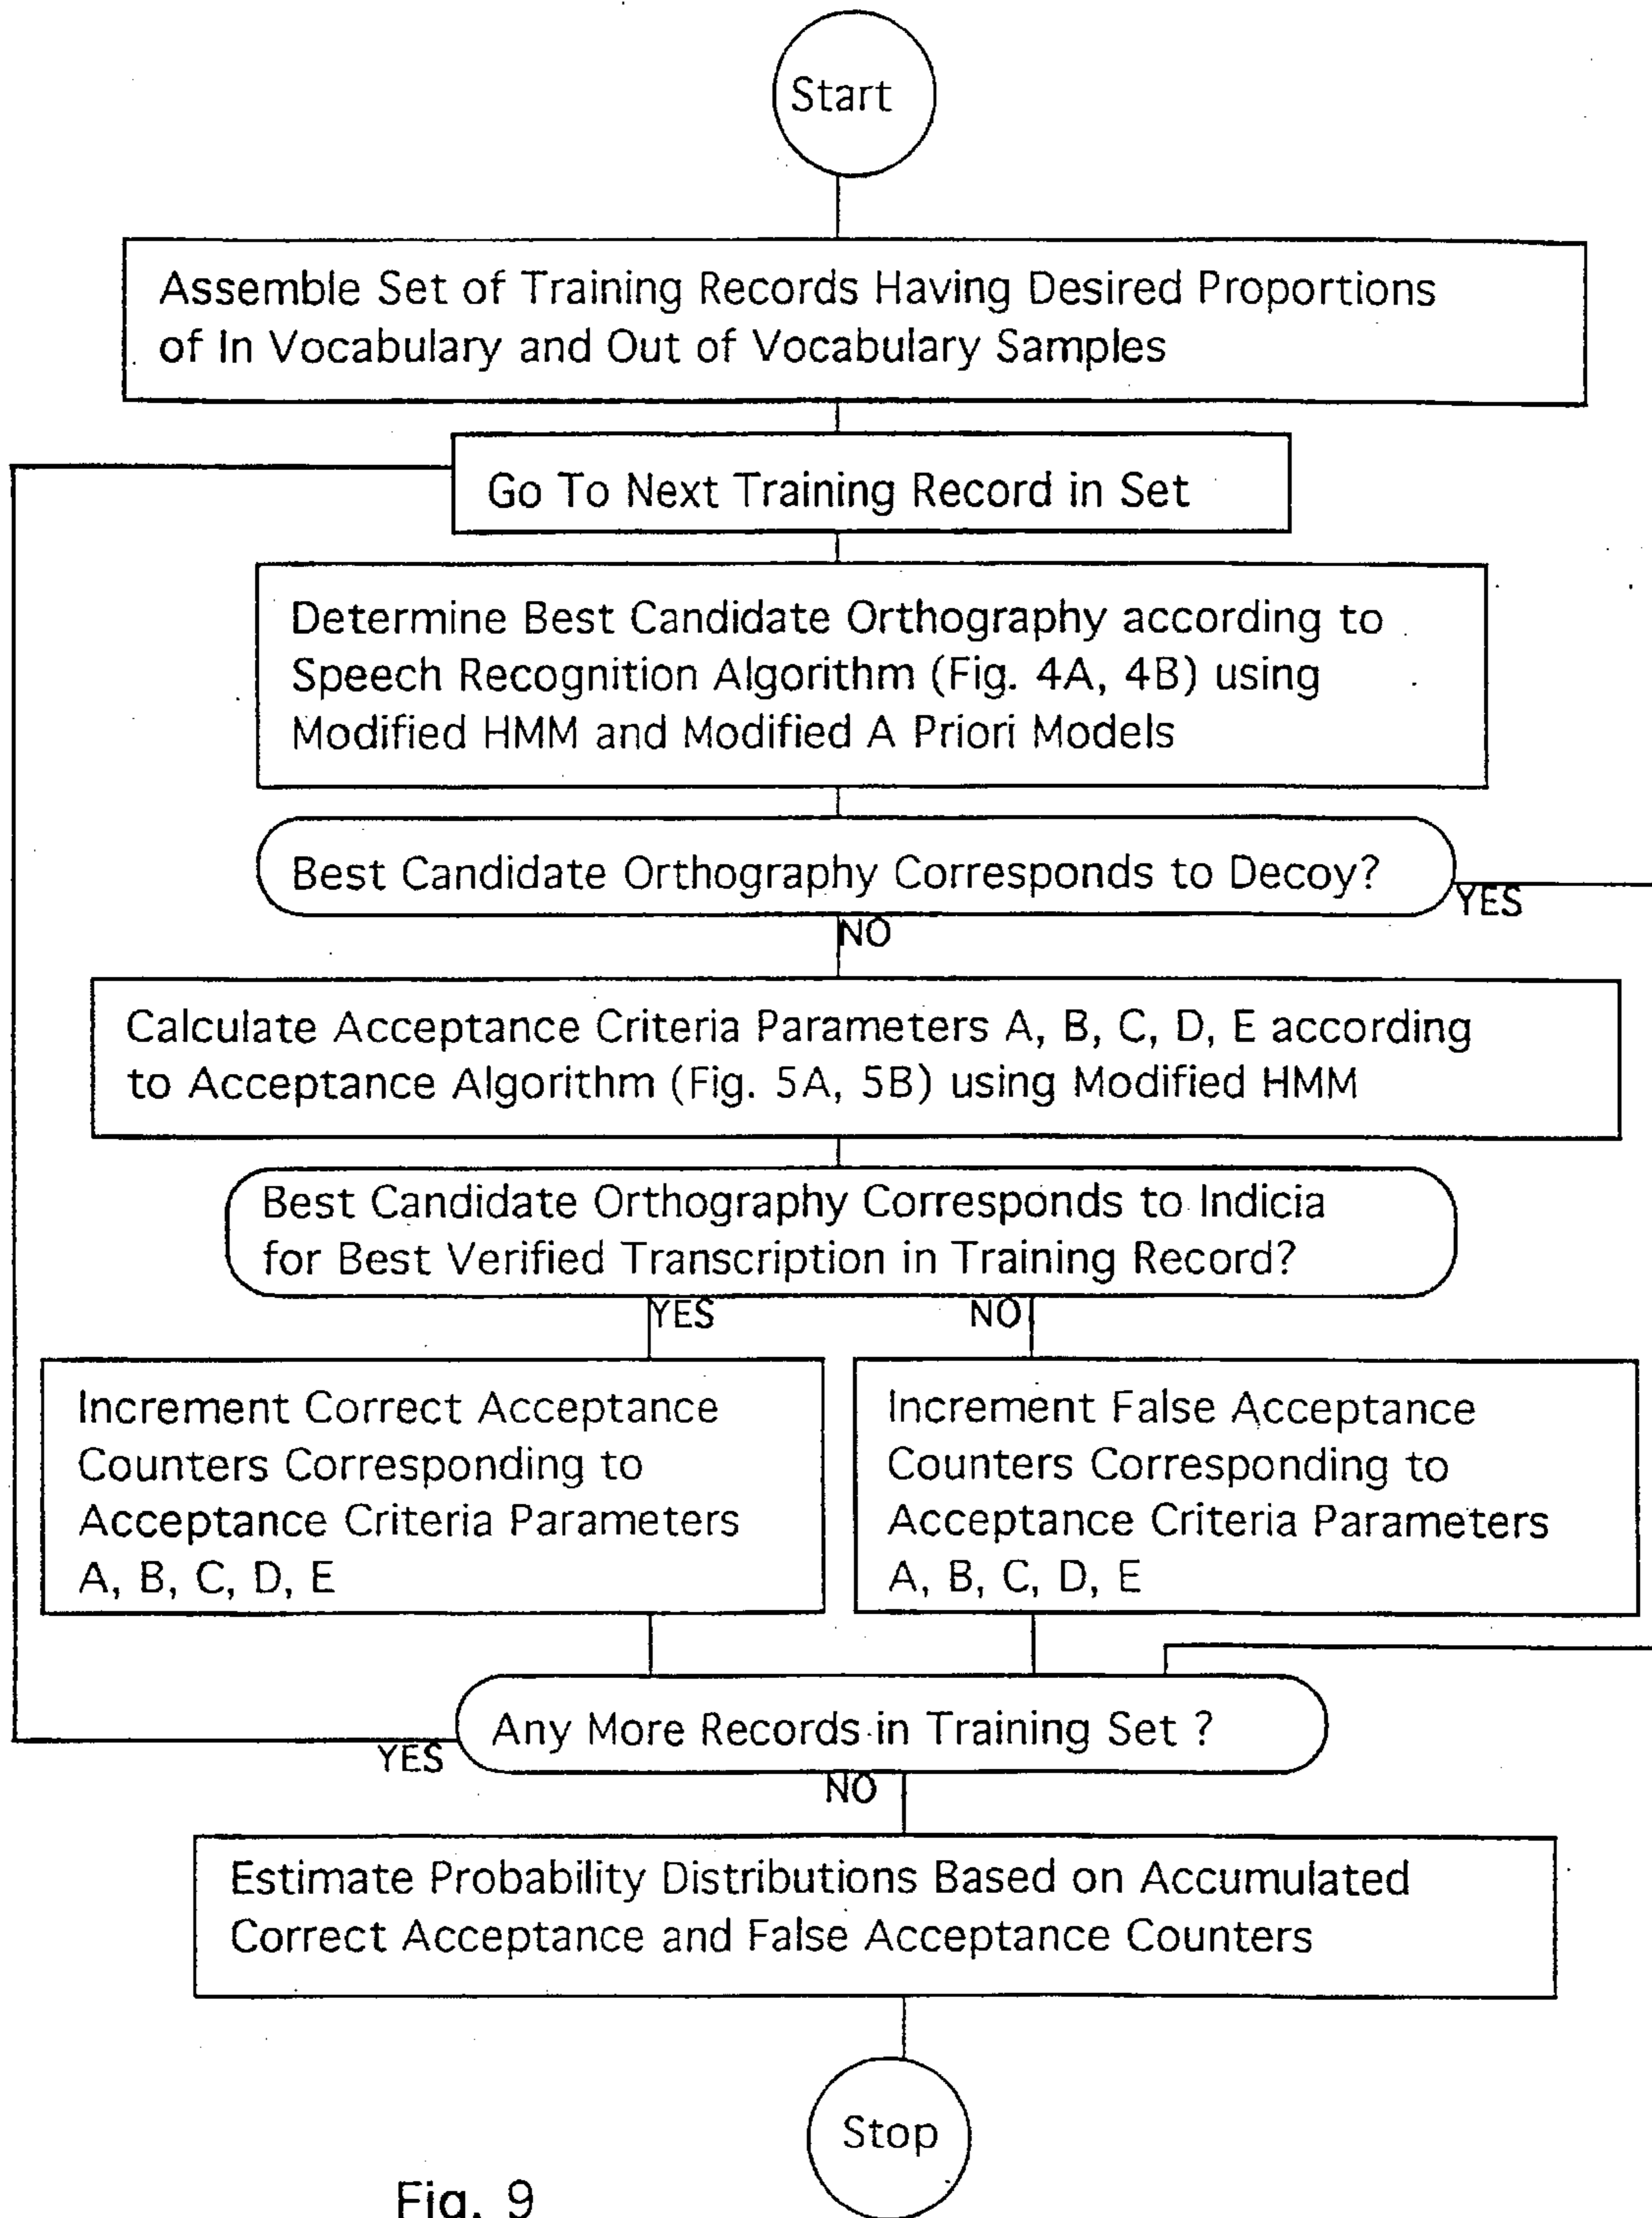 Start
Assemble Set of Training Records Having Desired Proportions
of In Vocabulary and Out of Vocabulary Samples
Go To Next Training Record in Set
Determine Best Candidate Orthography according to
Speech Recognition Algorithm (Fig. 4A, 4B) using
Modified HMM and Modified A Priori Models
Best Candidate Orthography Corresponds to Decoy?
YES
NO
Calculate Acceptance Criteria Parameters A, B, C, D, E according
to Acceptance Algorithm (Fig. 5A, 5B) using Modified HMM
Best Candidate Orthography Corresponds to Indicia
for Best Verified Transcription in Training Record?
YES
NO
Increment Correct Acceptance
Counters Corresponding to
Acceptance Criteria Parameters
A, B, C, D, E
Increment False Acceptance
Counters Corresponding to
Acceptance Criteria Parameters
A, B, C, D, E
Any More Records in Training Set ?
YES
NO
Estimate Probability Distributions Based on Accumulated
Correct Acceptance and False Acceptance Counters
Stop
Fig. 9